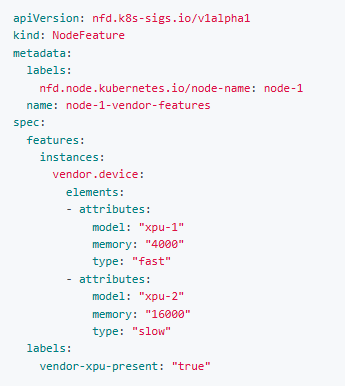 apiVersion: nfd.k8s-sigs.io/v1alpha1
kind: NodeFeature
metadata:
  labels:
    nfd.node.kubernetes.io/node-name: node-1
  name: node-1-vendor-features
spec:
  features:
    instances:
      vendor.device:
        elements:
        - attributes:
            model: "xpu-1"
            memory: "4000"
            type: "fast"
        - attributes:
            model: "xpu-2"
            memory: "16000"
            type: "slow"
  labels:
    vendor-xpu-present: "true"